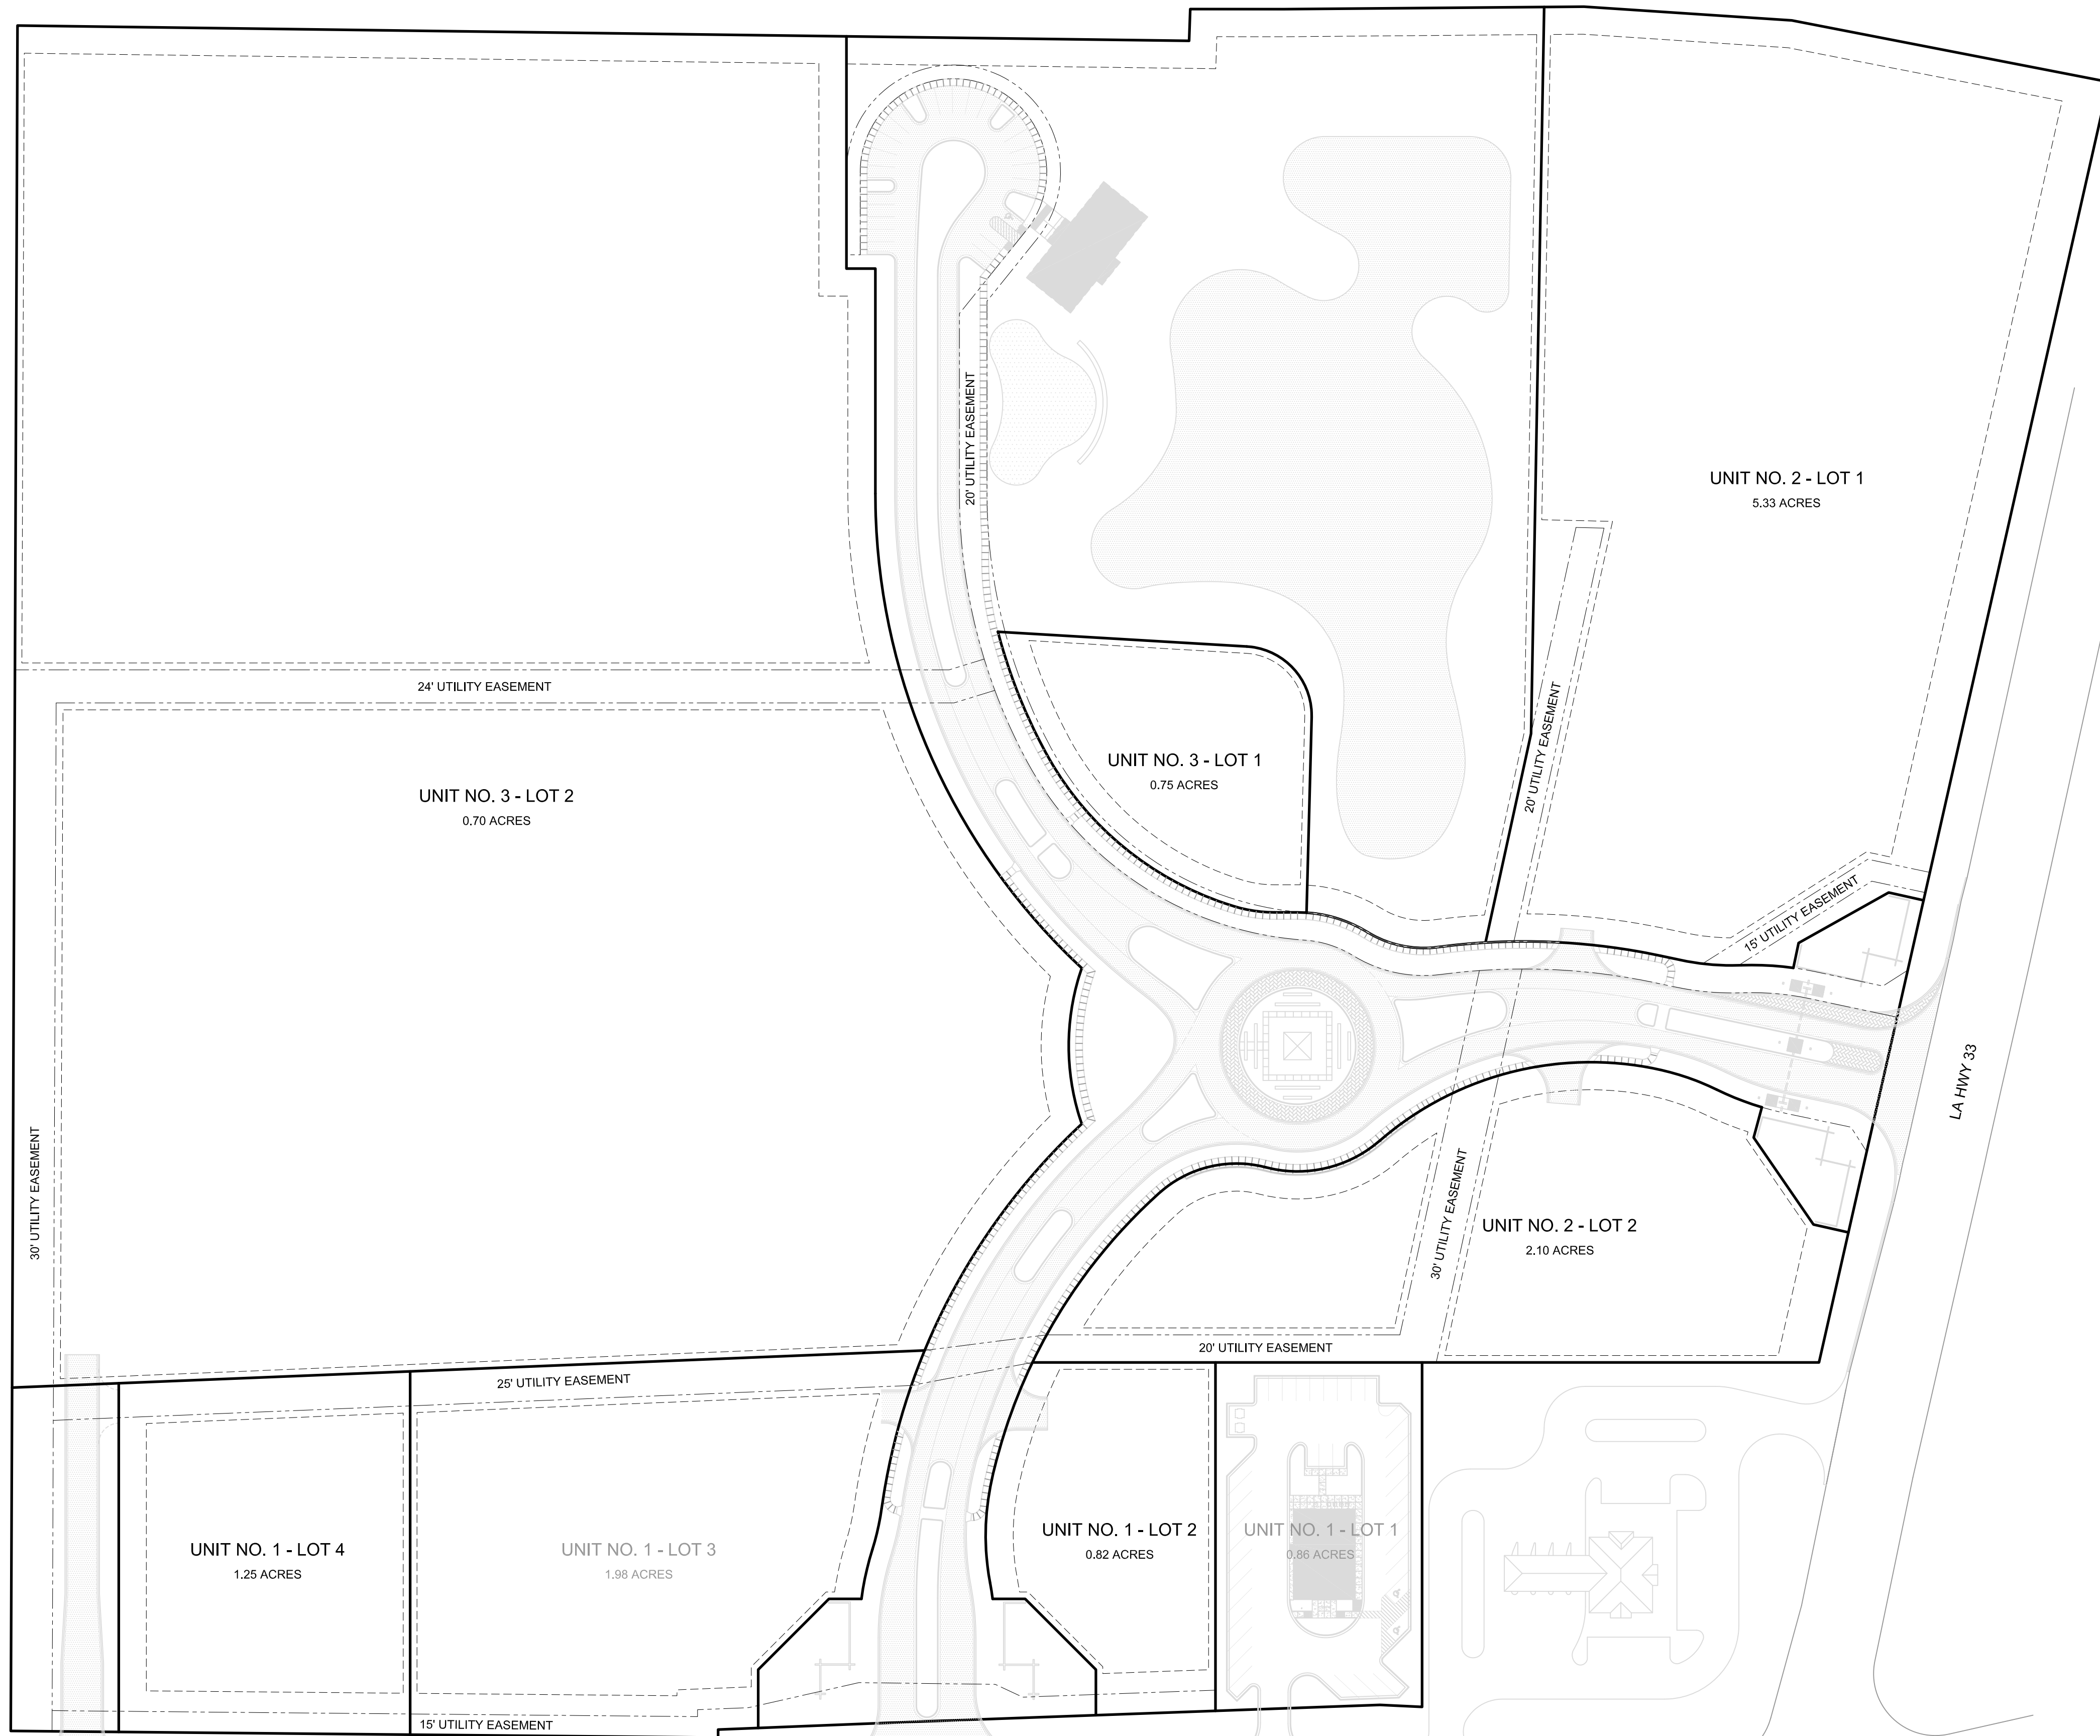 20' UTILITY EASEMENT
UNIT NO. 2 - LOT 1
5.33 ACRES
24' UTILITY EASEMENT
20' UTILITY EASEMENT
UNIT NO. 3 - LOT 1
0.75 ACRES
UNIT NO. 3 - LOT 2
0.70 ACRES
15' UTILITY EASEMENT
LA HWY 33
30' UTILITY EASEMENT
30' UTILITY EASEMENT
UNIT NO. 2 - LOT 2
2.10 ACRES
20' UTILITY EASEMENT
25' UTILITY EASEMENT
UNIT NO. 1 - LOT 4
1.25 ACRES
UNIT NO. 1 - LOT 3
1.98 ACRES
UNIT NO. 1 - LOT 2
0.82 ACRES
UNIT NO. 1 - LOT 1
0.86 ACRES
15' UTILITY EASEMENT